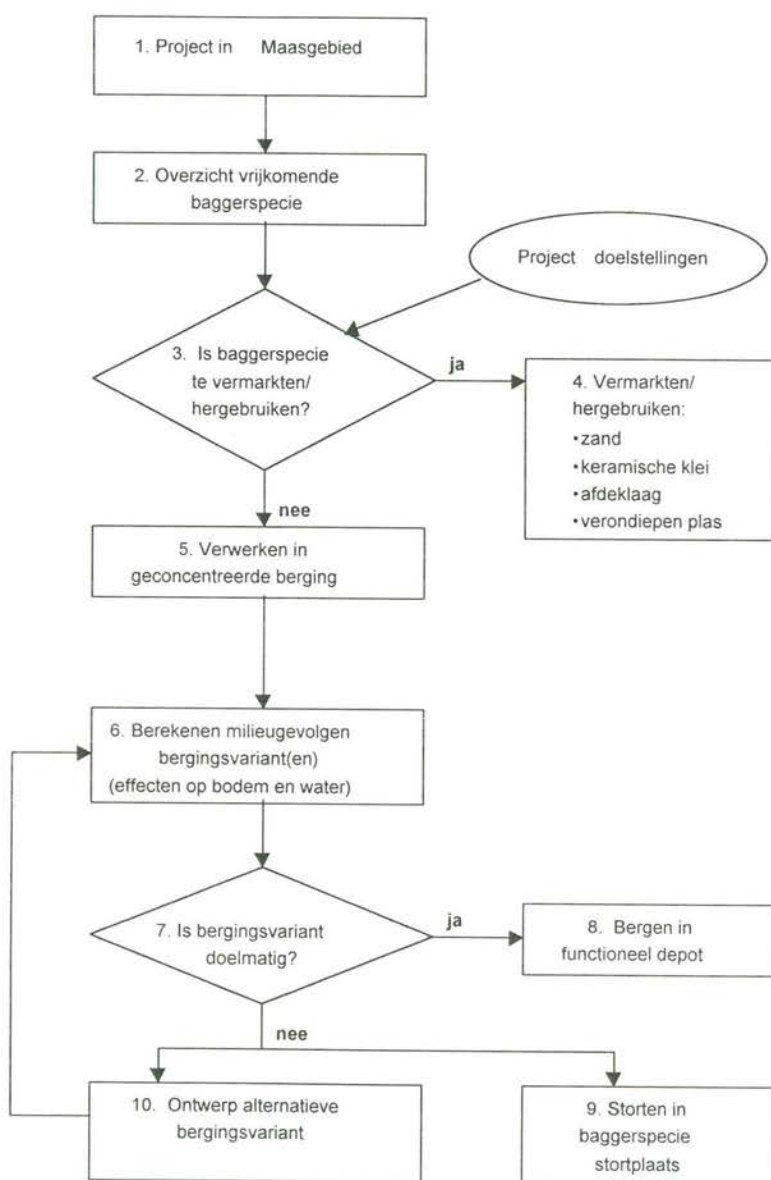 1. Project in Maasgebied
2. Overzicht vrijkomende
baggerspecie
Project doelstellingen
3. Is baggerspecie
te vermarkten/
hergebruiken?
ja
4. Vermarkten/
hergebruiken:
•zand
•keramische klei
•afdeklaag
•verondiepen plas
nee
5. Verwerken in
geconcentreerde berging
6. Berekenen milieugevolgen
bergingsvariant(en)
(effecten op bodem en water)
7. Is bergingsvariant
doelmatig?
ja
8. Bergen in
functioneel depot
nee
10. Ontwerp alternatieve
bergingsvariant
9. Storten in
baggerspecie
stortplaats